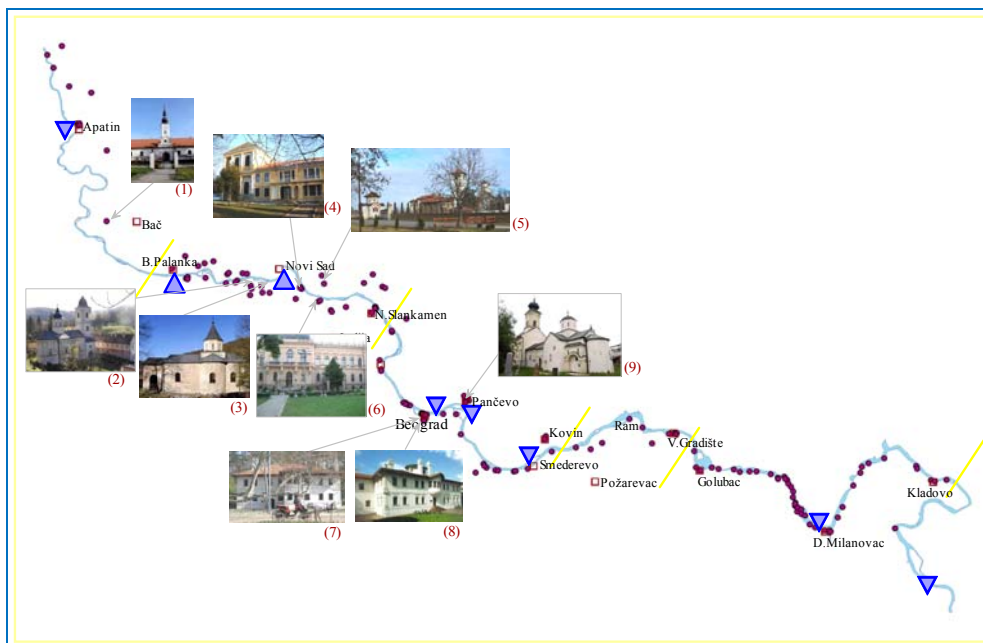 Apatin
(1)
(4)
(5)
Bač
B.Palanka
Novi Sad
N.Slankamen
(2)
(3)
(6)
(9)
Pančevo
Beograd
Kovin
Ram
V.Gradište
Smederevo
Požarevac
Golubac
Kladovo
(7)
(8)
D.Milanovac